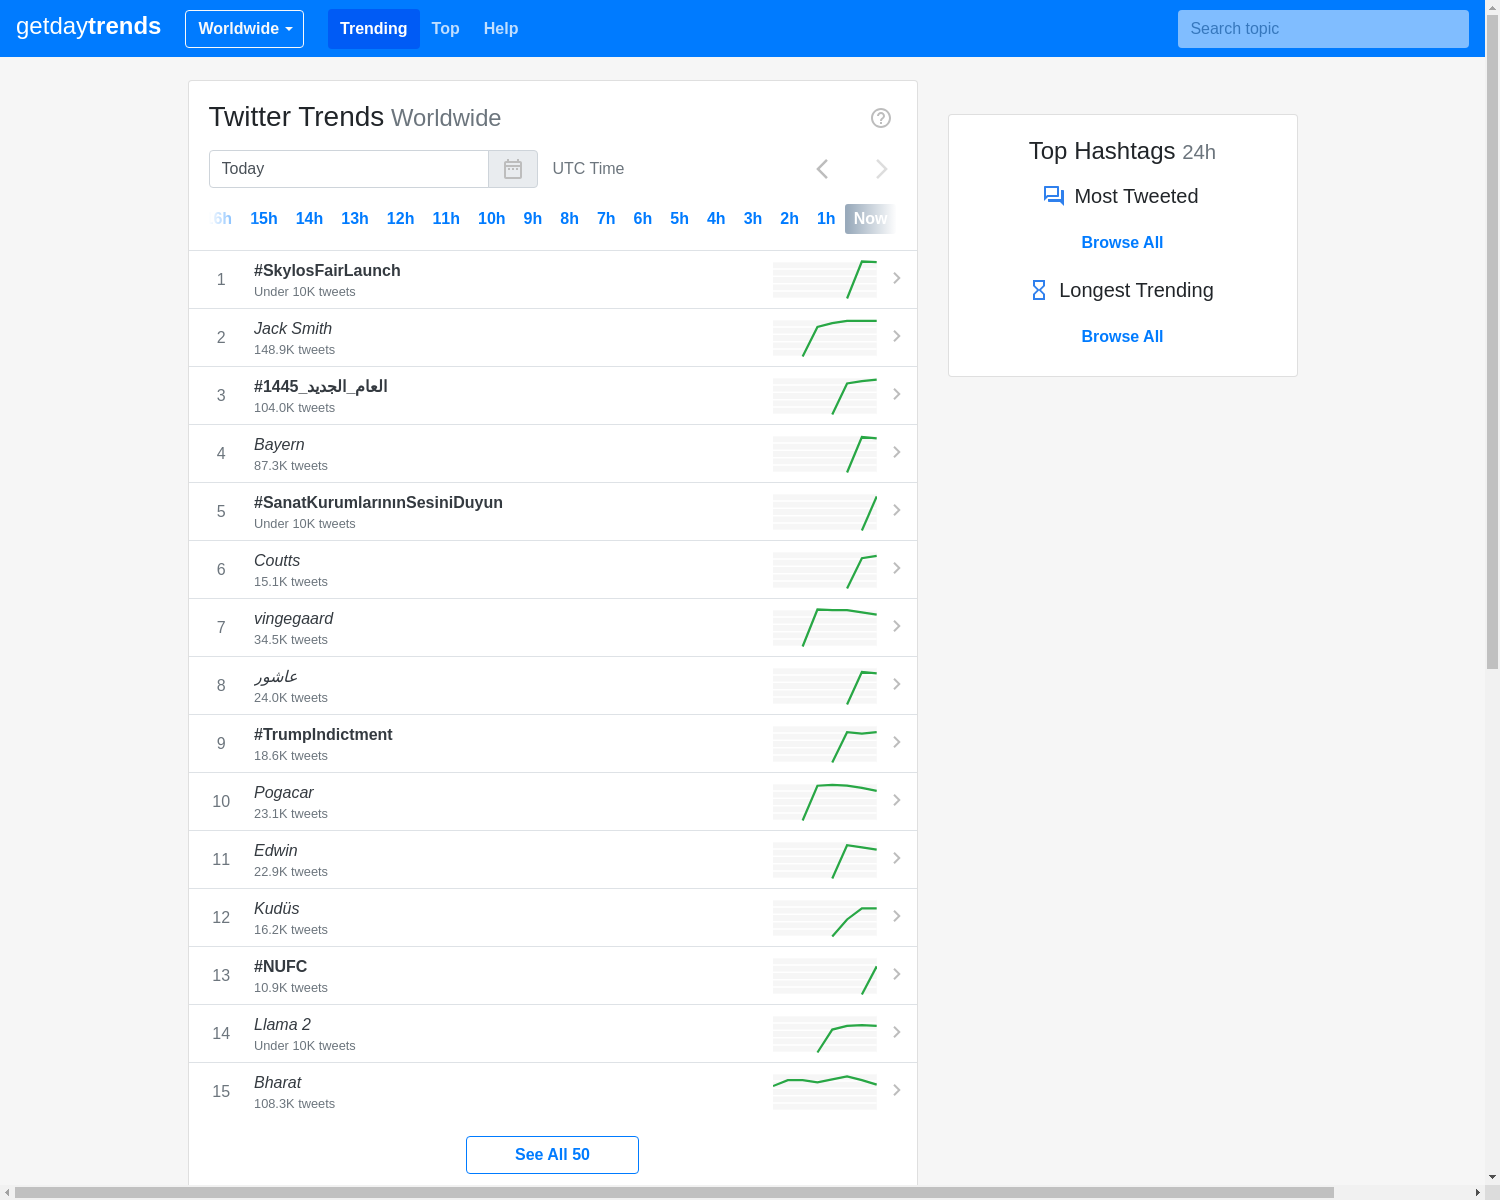 getdaytrends Worldwide Trending Top Help Search topic
Twitter Trends Worldwide
Today UTC Time
6h 15h 14h 13h 12h 11h 10h 9h 8h 7h 6h 5h 4h 3h 2h 1h Now
1 #SkylosFairLaunch
Under 10K tweets
2 Jack Smith
148.9K tweets
3 #العام_الجديد_1445
104.0K tweets
4 Bayern
87.3K tweets
5 #SanatKurumlarınınSesiniDuyun
Under 10K tweets
6 Coutts
15.1K tweets
7 vingegaard
34.5K tweets
8 عاشور
24.0K tweets
9 #TrumpIndictment
18.6K tweets
10 Pogacar
23.1K tweets
11 Edwin
22.9K tweets
12 Kudüs
16.2K tweets
13 #NUFC
10.9K tweets
14 Llama 2
Under 10K tweets
15 Bharat
108.3K tweets
See All 50
Top Hashtags 24h
Most Tweeted
Browse All
Longest Trending
Browse All